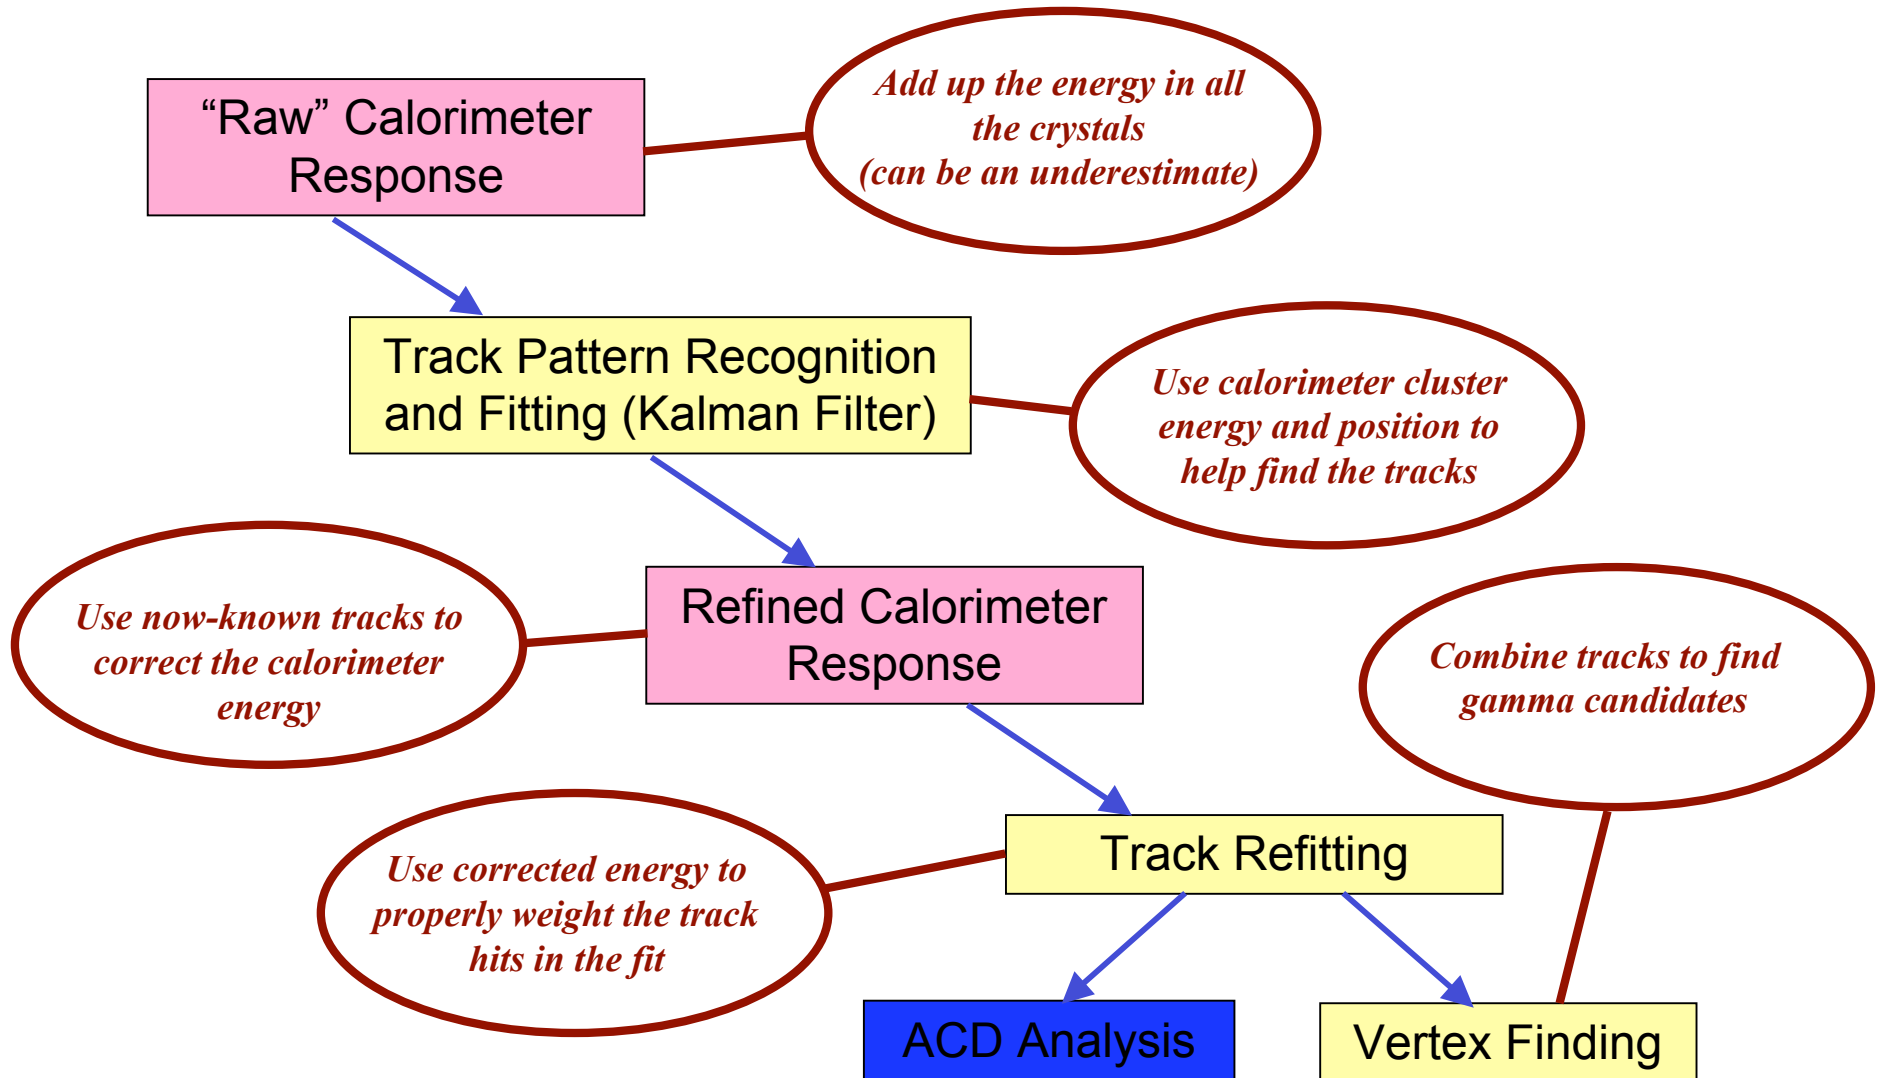 “Raw” Calorimeter
Response
Add up the energy in all
the crystals
(can be an underestimate)
Track Pattern Recognition
and Fitting (Kalman Filter)
Use calorimeter cluster
energy and position to
help find the tracks
Use now-known tracks to
correct the calorimeter
energy
Refined Calorimeter
Response
Combine tracks to find
gamma candidates
Use corrected energy to
properly weight the track
hits in the fit
Track Refitting
ACD Analysis
Vertex Finding